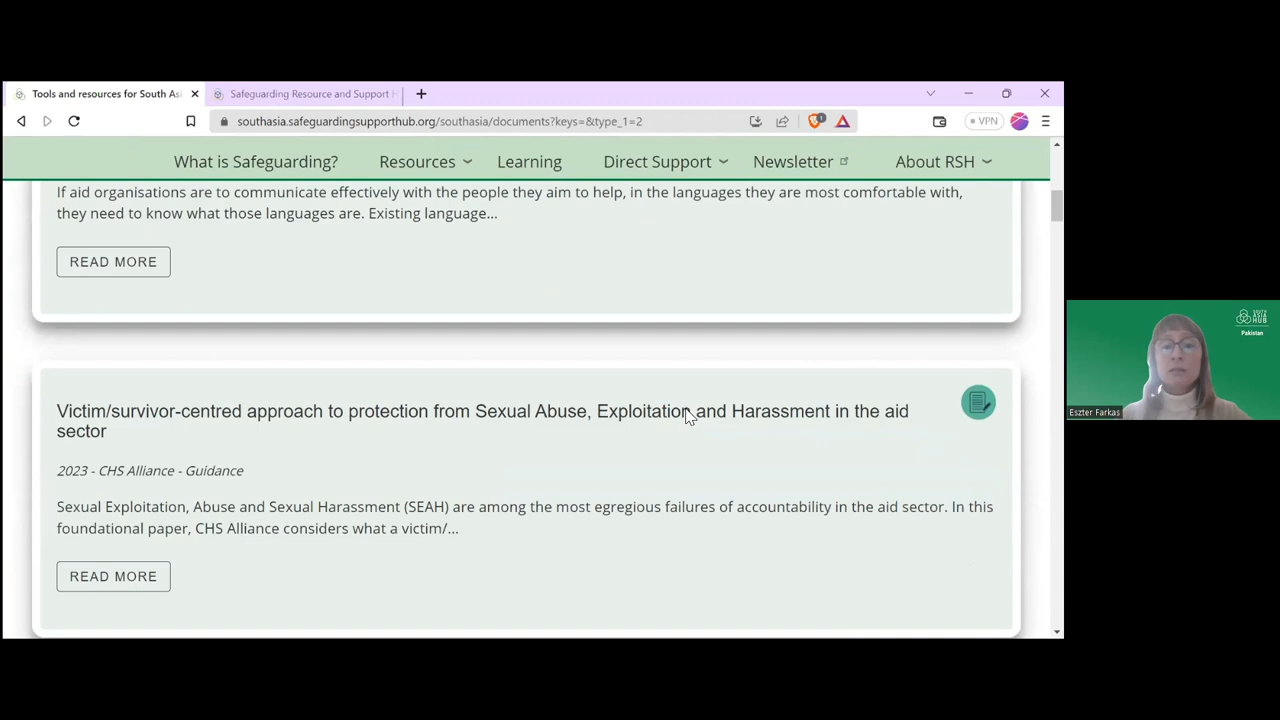 Tools and resources for South Asi
Safeguarding Resource and Support H
southasia.safeguardingsupporthub.org/southasia/documents?keys=&type_1=2
VPN
What is Safeguarding?
Resources
Learning
Direct Support
Newsletter
About RSH
If aid organisations are to communicate effectively with the people they aim to help, in the languages they are most comfortable with,
they need to know what those languages are. Existing language...
READ MORE
Victim/survivor-centred approach to protection from Sexual Abuse, Exploitation and Harassment in the aid
sector
2023 - CHS Alliance - Guidance
Sexual Exploitation, Abuse and Sexual Harassment (SEAH) are among the most egregious failures of accountability in the aid sector. In this
foundational paper, CHS Alliance considers what a victim/...
READ MORE
HUB
Pakistan
Eszter Farkas